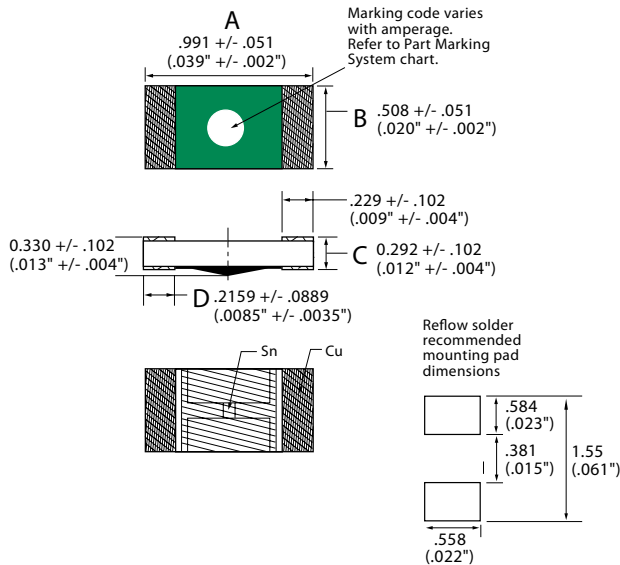 A
.991 +/- .051
(.039" +/- .002")
Marking code varies
with amperage.
Refer to Part Marking
System chart.
B
.508 +/- .051
(.020" +/- .002")
.229 +/- .102
(.009" +/- .004")
0.330 +/- .102
(.013" +/- .004")
C
0.292 +/- .102
(.012" +/- .004")
D
.2159 +/- .0889
(.0085" +/- .0035")
Sn
Cu
Reflow solder
recommended
mounting pad
dimensions
.584
(.023")
.381
(.015")
1.55
(.061")
.558
(.022")